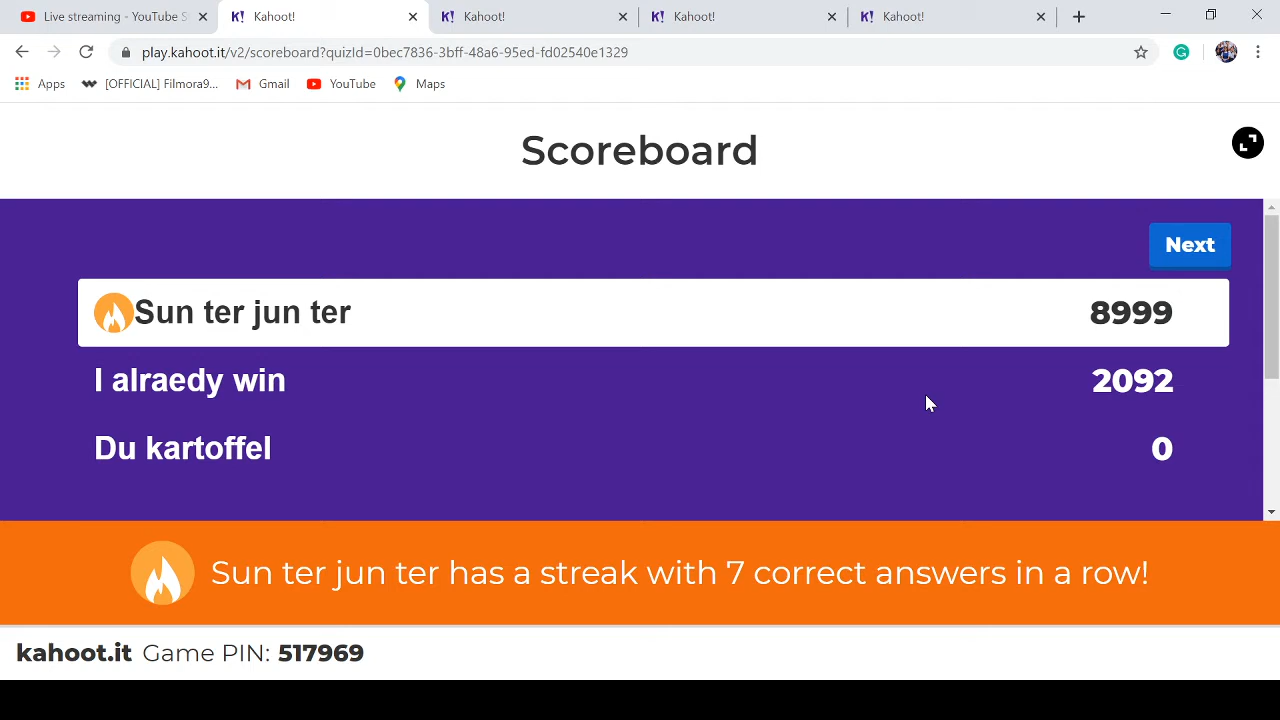 Live streaming - YouTube S
Kahoot!
Kahoot!
Kahoot!
Kahoot!
play.kahoot.it/v2/scoreboard?quizId=0bec7836-3bff-48a6-95ed-fd02540e1329
Apps
[OFFICIAL] Filmora9...
Gmail
YouTube
Maps
Scoreboard
Next
Sun ter jun ter 8999
I alraedy win 2092
Du kartoffel 0
Sun ter jun ter has a streak with 7 correct answers in a row!
kahoot.it Game PIN: 517969